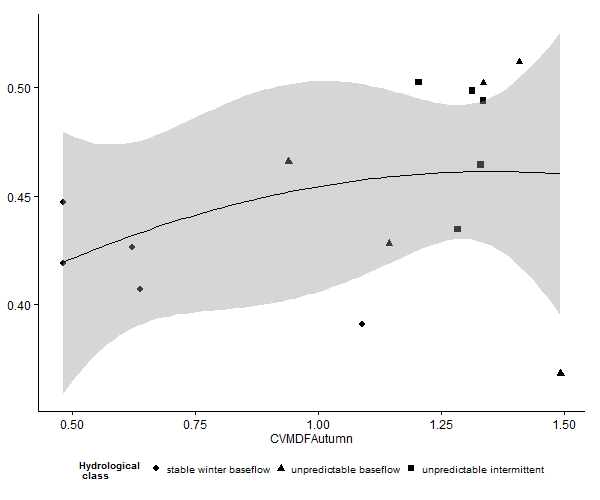 0.50
0.45
0.40
0.50 0.75 1.00 1.25 1.50
CVMDFAutumn
Hydrological
class
stable winter baseflow unpredictable baseflow unpredictable intermittent